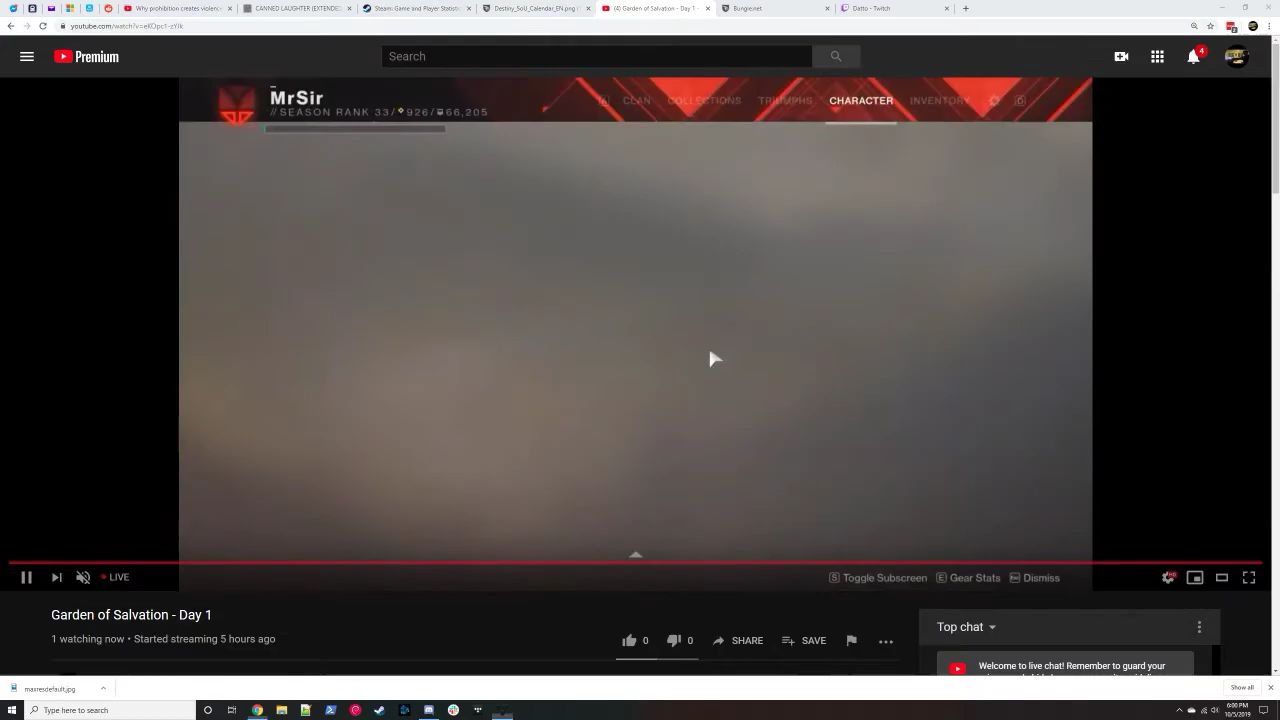 Why prohibition creates violenc
CANNED LAUGHTER (EXTENDED
Steam: Game and Player Statistic
Destiny_Soul_Calendar_EN.png
(4) Garden of Salvation - Day 1 -
Bungie.net
Datto - Twitch
youtube.com/watch?v=eKOpc1-zYJk
Premium
Search
4
MrSir
//SEASON RANK 33/ 926/ 66,205
CLAN
COLLECTIONS
TRIUMPHS
CHARACTER
INVENTORY
LIVE
S Toggle Subscreen
E Gear Stats
Dismiss
Garden of Salvation - Day 1
1 watching now • Started streaming 5 hours ago
0
0
SHARE
SAVE
Top chat
Welcome to live chat! Remember to guard your
maxresdefault.jpg
Show all
Type here to search
6:00 PM
10/5/2019